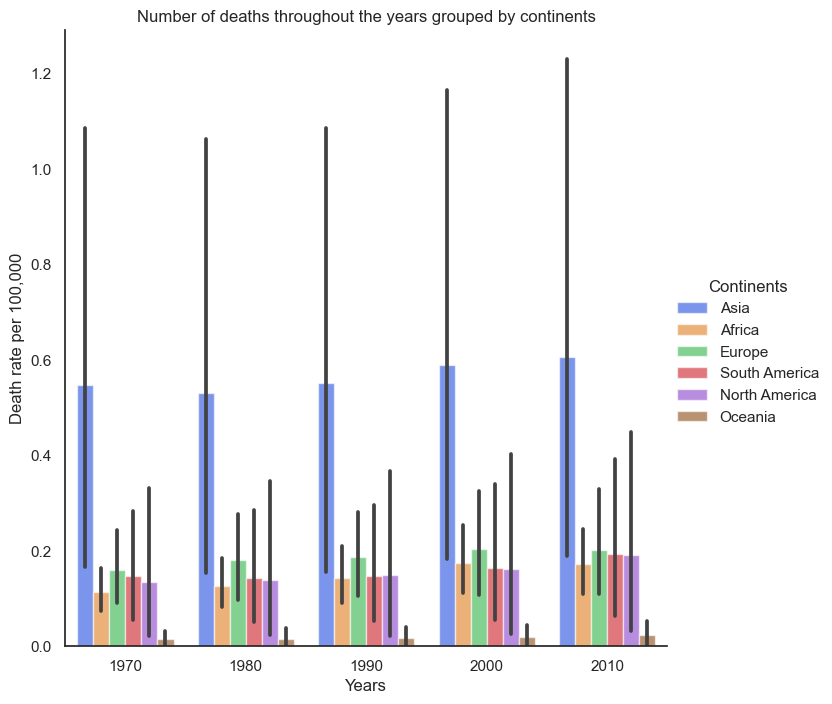 Number of deaths throughout the years grouped by continents
Death rate per 100,000
1.2
1.0
0.8
0.6
0.4
0.2
0.0
1970
1980
1990
2000
2010
Years
Continents
Asia
Africa
Europe
South America
North America
Oceania